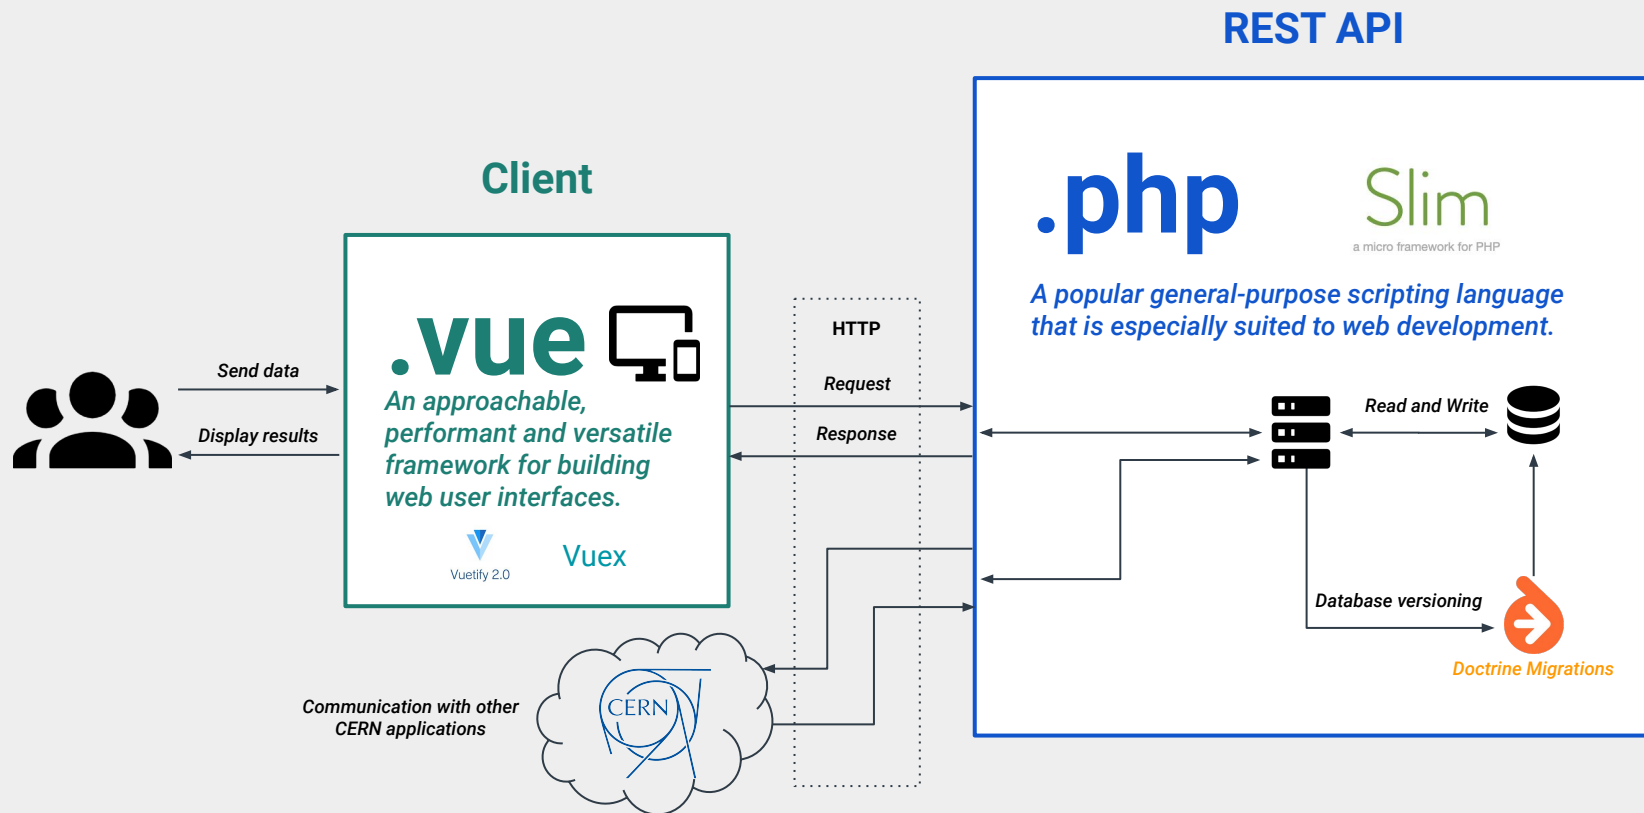 REST API
Client
.php
Slim
a micro framework for PHP
A popular general-purpose scripting language
that is especially suited to web development.
.vue
An approachable,
performant and versatile
framework for building
web user interfaces.
Vuetify 2.0
Vuex
Send data
Display results
HTTP
Request
Response
Read and Write
Database versioning
Doctrine Migrations
Communication with other
CERN applications
CERN